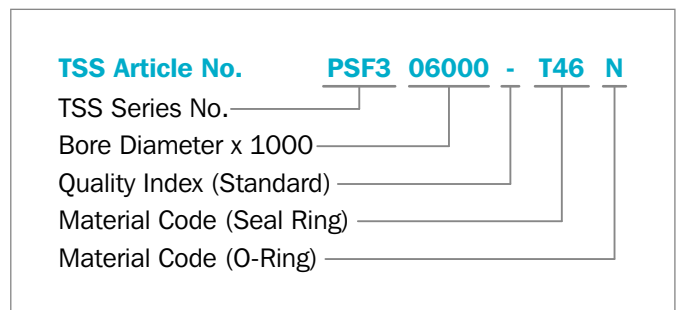 TSS Article No. PSF3 06000 - T46 N
TSS Series No.
Bore Diameter x 1000
Quality Index (Standard)
Material Code (Seal Ring)
Material Code (O-Ring)